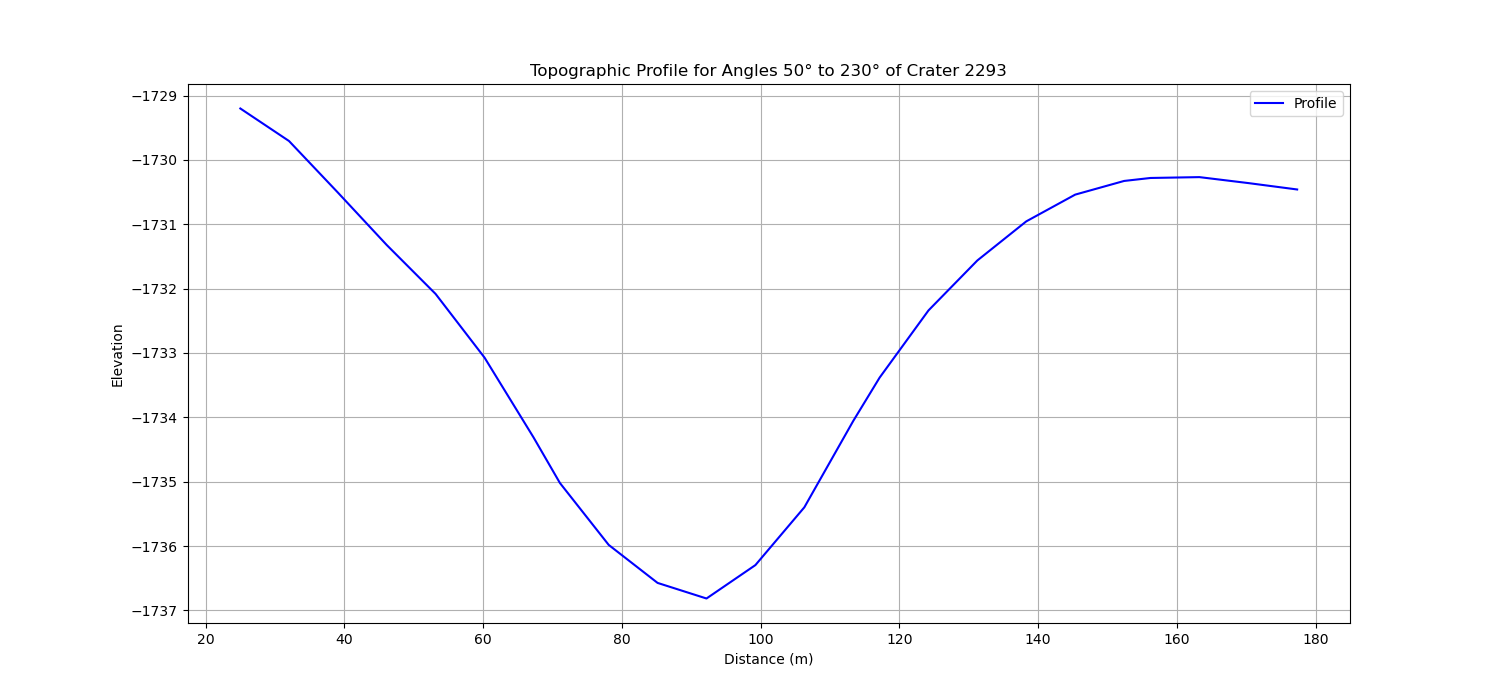 Topographic Profile for Angles 50° to 230° of Crater 2293
Profile
−1729
−1730
−1731
−1732
−1733
−1734
−1735
−1736
−1737
Elevation
20 40 60 80 100 120 140 160 180
Distance (m)